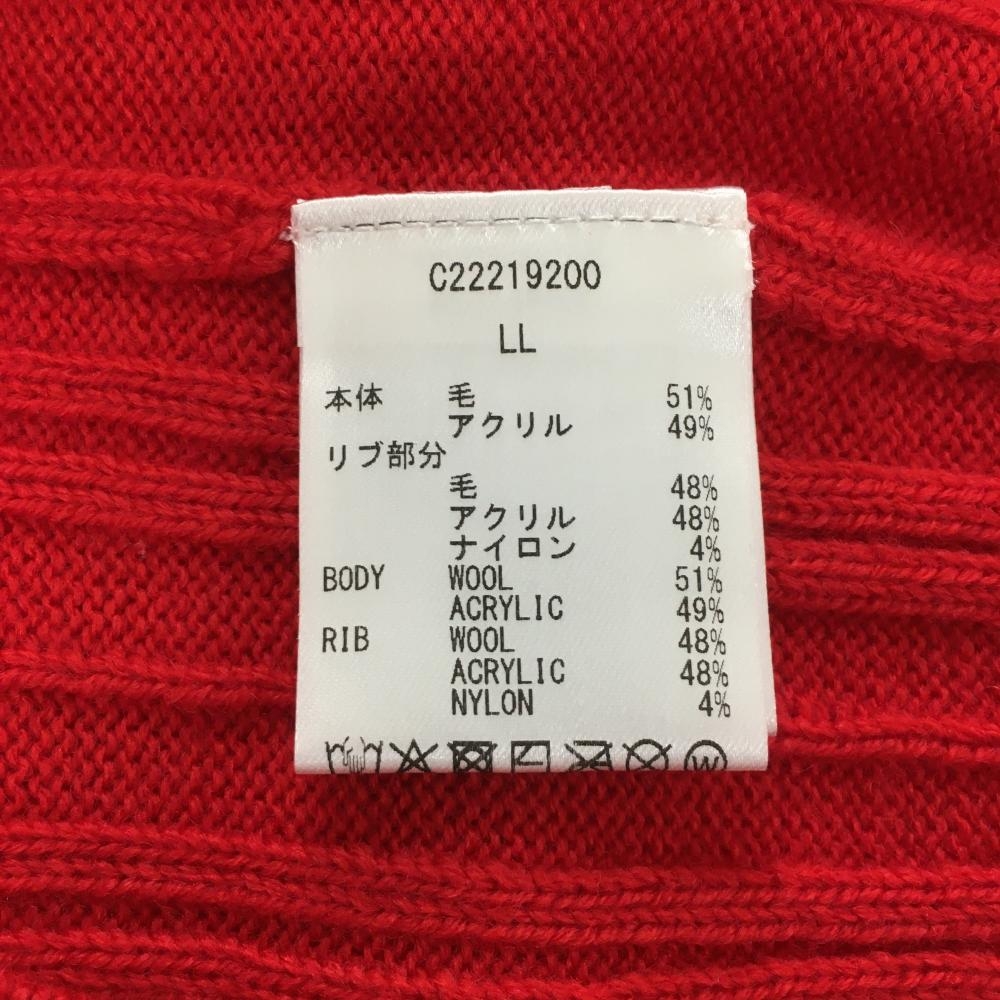 C22219200
LL
本体 毛 51%
アクリル 49%
リブ部分
毛 48%
アクリル 48%
ナイロン 4%
BODY WOOL 51%
ACRYLIC 49%
RIB WOOL 48%
ACRYLIC 48%
NYLON 4%
W